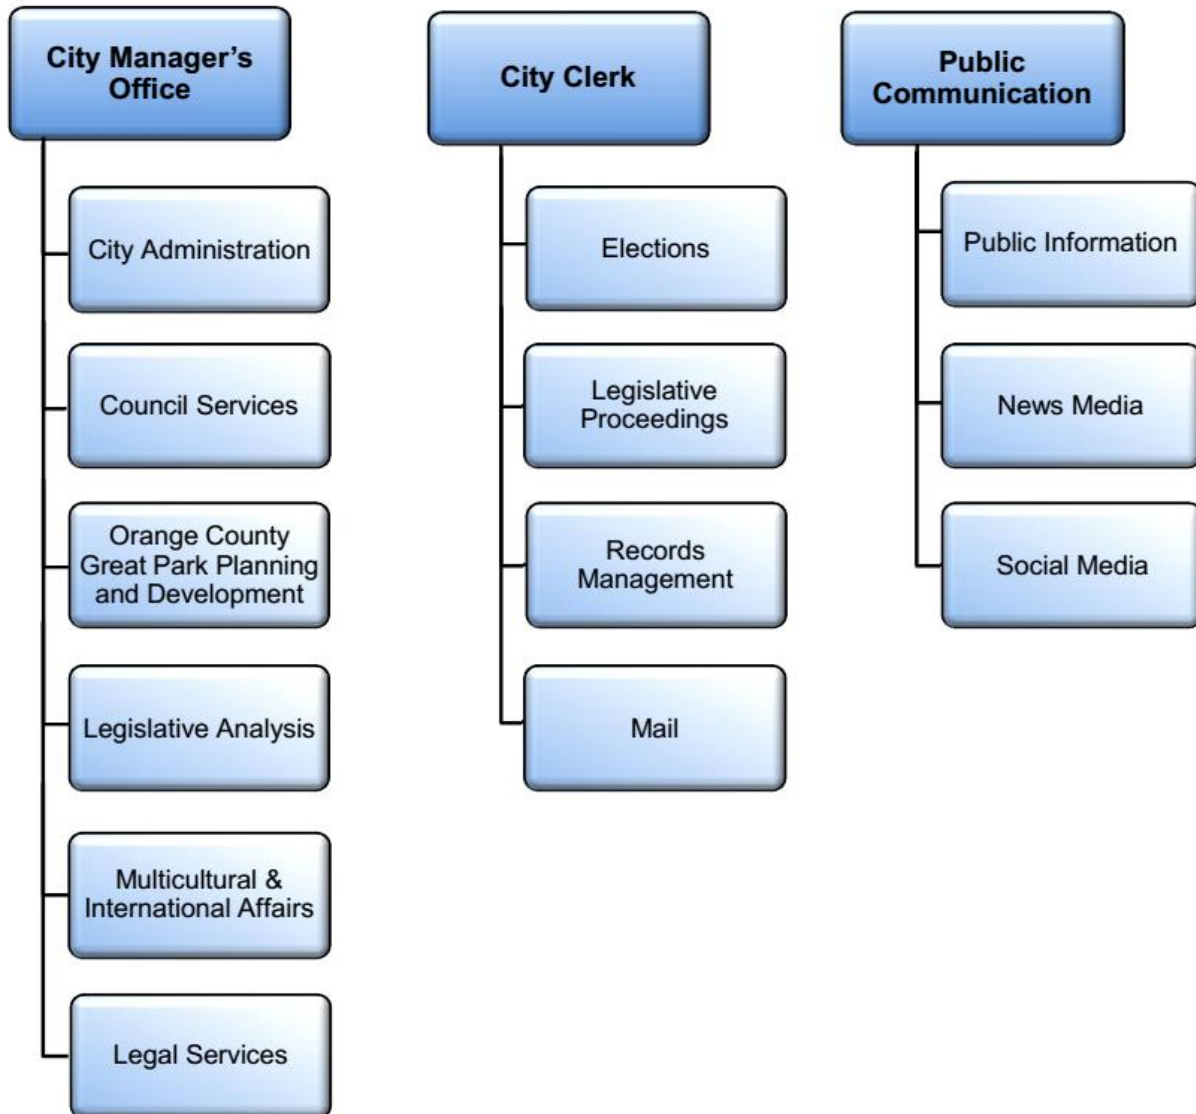 City Manager's
Office
City Administration
Council Services
Orange County
Great Park Planning
and Development
Legislative Analysis
Multicultural &
International Affairs
Legal Services
City Clerk
Elections
Legislative
Proceedings
Records
Management
Mail
Public
Communication
Public Information
News Media
Social Media